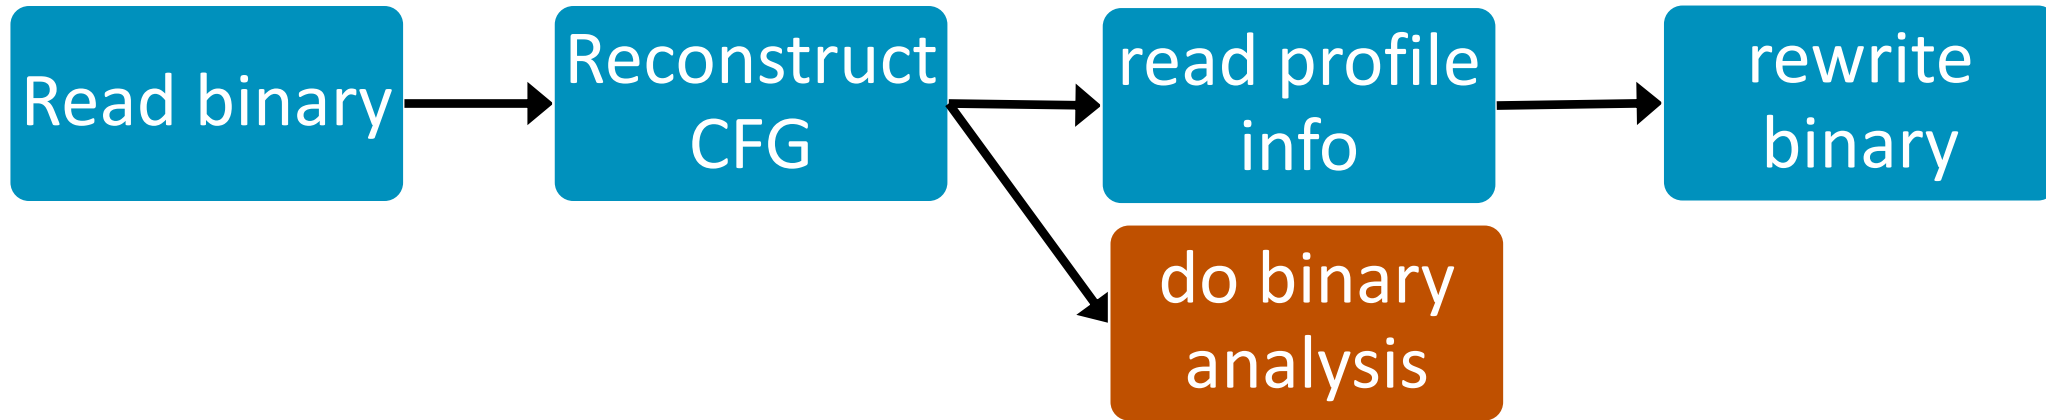 Read binary
Reconstruct
CFG
read profile
info
rewrite
binary
do binary
analysis